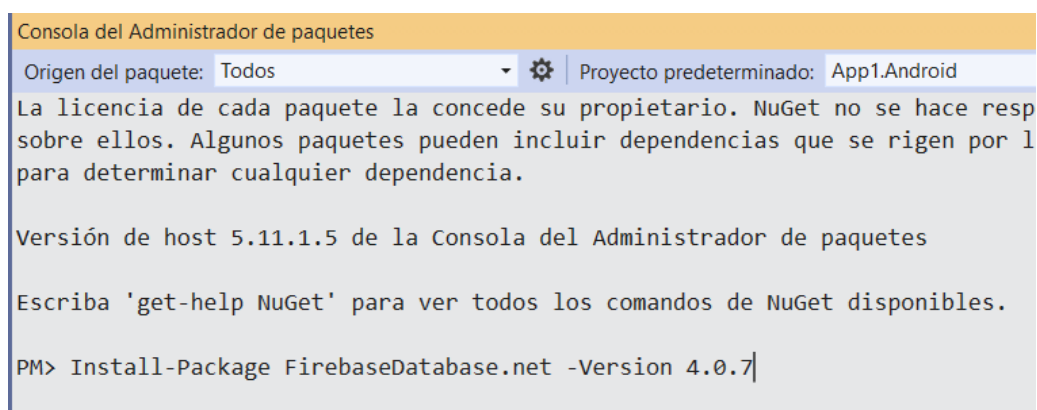 Consola del Administrador de paquetes
Origen del paquete: Todos Proyecto predeterminado: App1.Android
La licencia de cada paquete la concede su propietario. NuGet no se hace resp
sobre ellos. Algunos paquetes pueden incluir dependencias que se rigen por l
para determinar cualquier dependencia.
Versión de host 5.11.1.5 de la Consola del Administrador de paquetes
Escriba 'get-help NuGet' para ver todos los comandos de NuGet disponibles.
PM> Install-Package FirebaseDatabase.net -Version 4.0.7